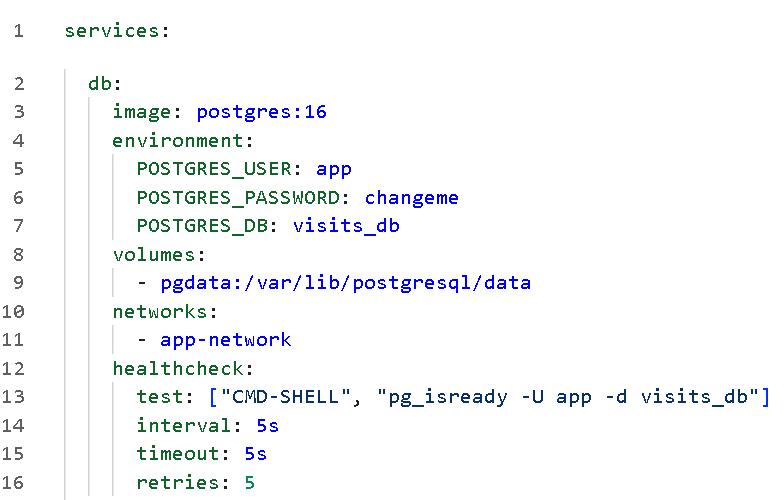 1 services:
2   db:
3     image: postgres:16
4     environment:
5       POSTGRES_USER: app
6       POSTGRES_PASSWORD: changeme
7       POSTGRES_DB: visits_db
8     volumes:
9       - pgdata:/var/lib/postgresql/data
10     networks:
11       - app-network
12     healthcheck:
13       test: ["CMD-SHELL", "pg_isready -U app -d visits_db"]
14       interval: 5s
15       timeout: 5s
16       retries: 5